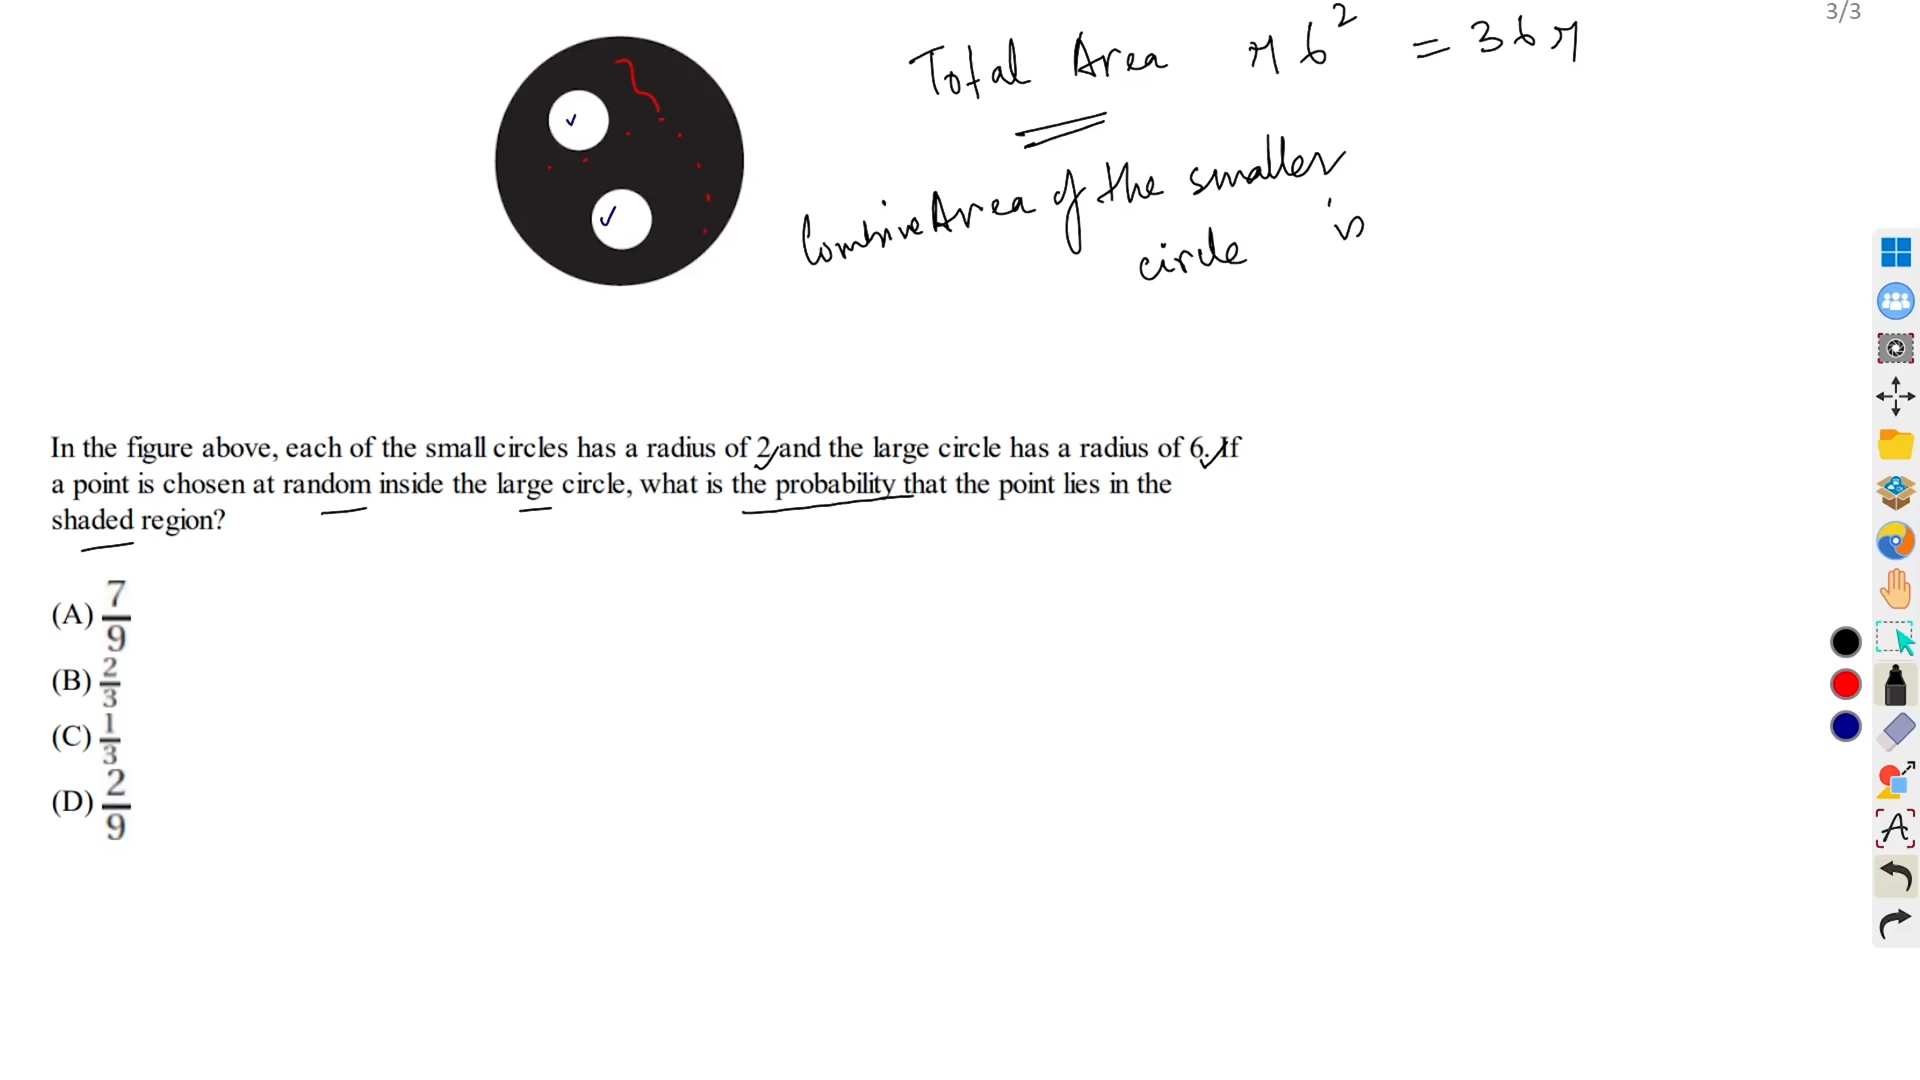 3/3
Total Area π6² = 36π
Combine Area of the smaller
circle is
In the figure above, each of the small circles has a radius of 2 and the large circle has a radius of 6. If
a point is chosen at random inside the large circle, what is the probability that the point lies in the
shaded region?
(A) 7/9
(B) 2/3
(C) 1/3
(D) 2/9